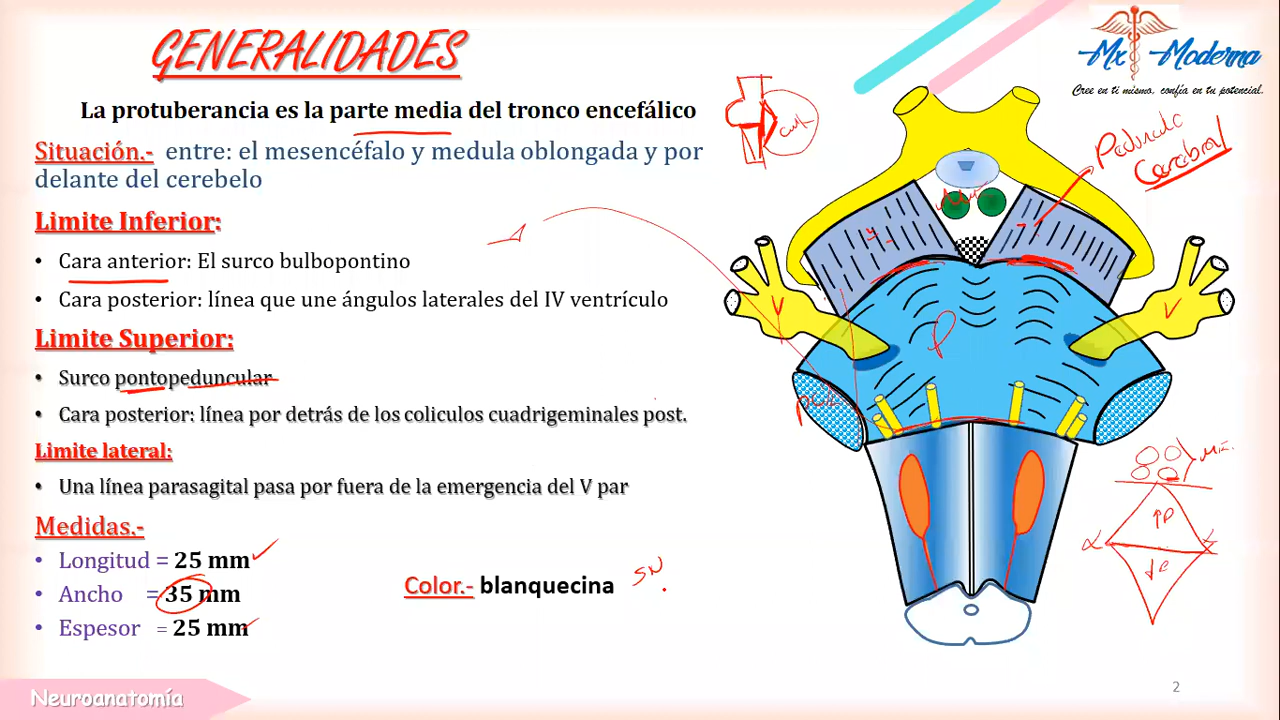 GENERALIDADES
La protuberancia es la parte media del tronco encefálico
Situación.- entre: el mesencéfalo y medula oblongada y por
delante del cerebelo
Limite Inferior:
• Cara anterior: El surco bulbopontino
• Cara posterior: línea que une ángulos laterales del IV ventrículo
Limite Superior:
• Surco pontopeduncular
• Cara posterior: línea por detrás de los coliculos cuadrigeminales post.
Limite lateral:
• Una línea parasagital pasa por fuera de la emergencia del V par
Medidas.-
• Longitud = 25 mm
• Ancho = 35 mm
• Espesor = 25 mm
Color.- blanquecina
Neuroanatomía
Mx Moderna
Cree en ti mismo, confía en tu potencial.
Pedunculo
Cerebral
V
V
P
2